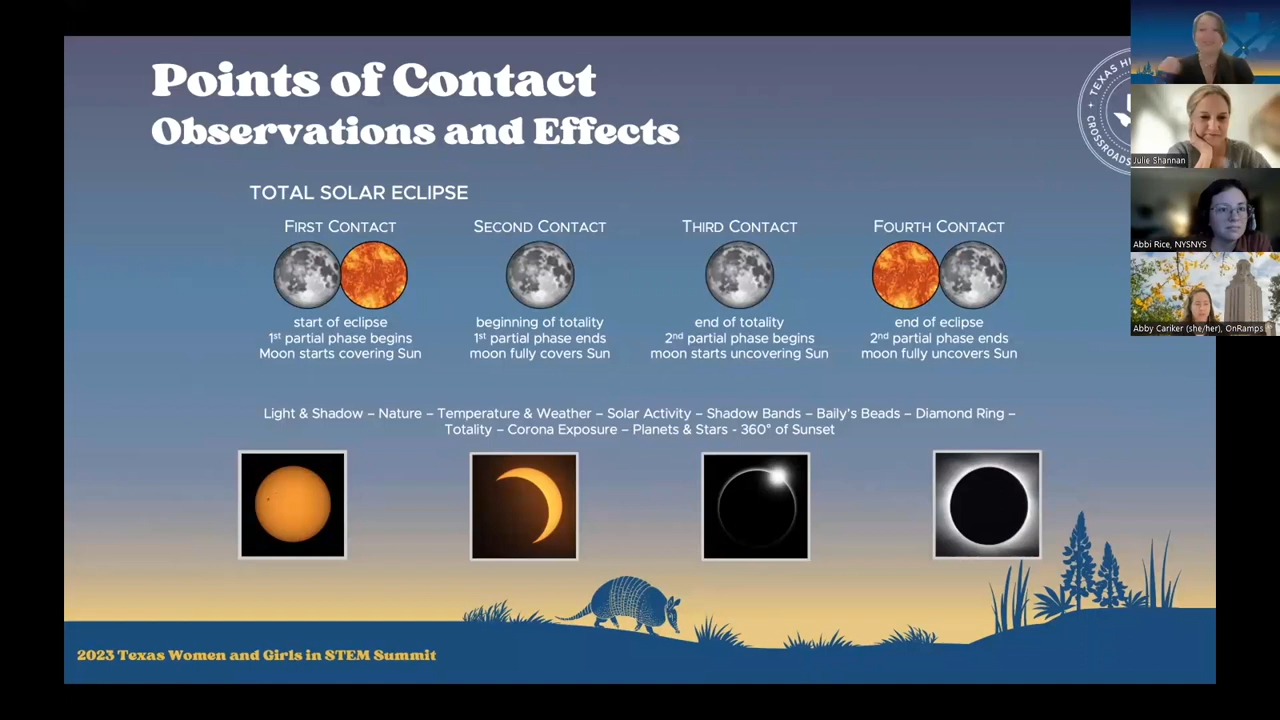 Points of Contact
Observations and Effects
TOTAL SOLAR ECLIPSE
FIRST CONTACT
start of eclipse
1st partial phase begins
Moon starts covering Sun
SECOND CONTACT
beginning of totality
1st partial phase ends
moon fully covers Sun
THIRD CONTACT
end of totality
2nd partial phase begins
moon starts uncovering Sun
FOURTH CONTACT
end of eclipse
2nd partial phase ends
moon fully uncovers Sun
Light & Shadow – Nature – Temperature & Weather – Solar Activity – Shadow Bands – Baily's Beads – Diamond Ring –
Totality – Corona Exposure – Planets & Stars - 360° of Sunset
2023 Texas Women and Girls in STEM Summit
TEXAS
CROSSROADS
Julie Shannan
Abbi Rice, NYSNYS
Abby Cariker (she/her), OnRamps